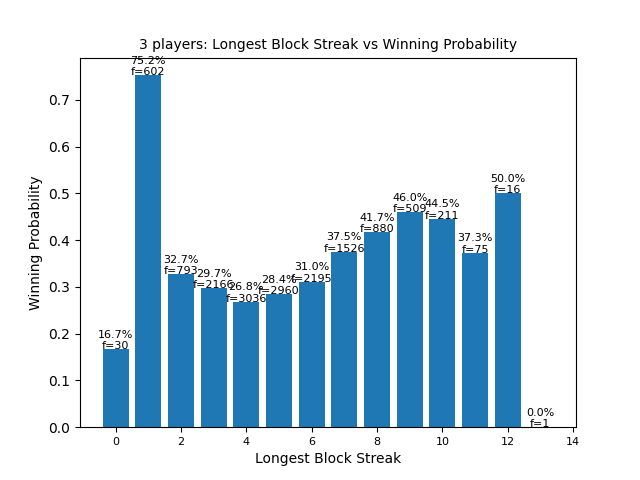 3 players: Longest Block Streak vs Winning Probability
Winning Probability
0.7
0.6
0.5
0.4
0.3
0.2
0.1
0.0
16.7%
f=30
75.2%
f=602
32.7%
f=793
29.7%
f=2166
26.8%
f=3036
28.4%
f=2960
31.0%
f=2195
37.5%
f=1526
41.7%
f=880
46.0%
f=509
44.5%
f=211
37.3%
f=75
50.0%
f=16
0.0%
f=1
0 2 4 6 8 10 12 14
Longest Block Streak